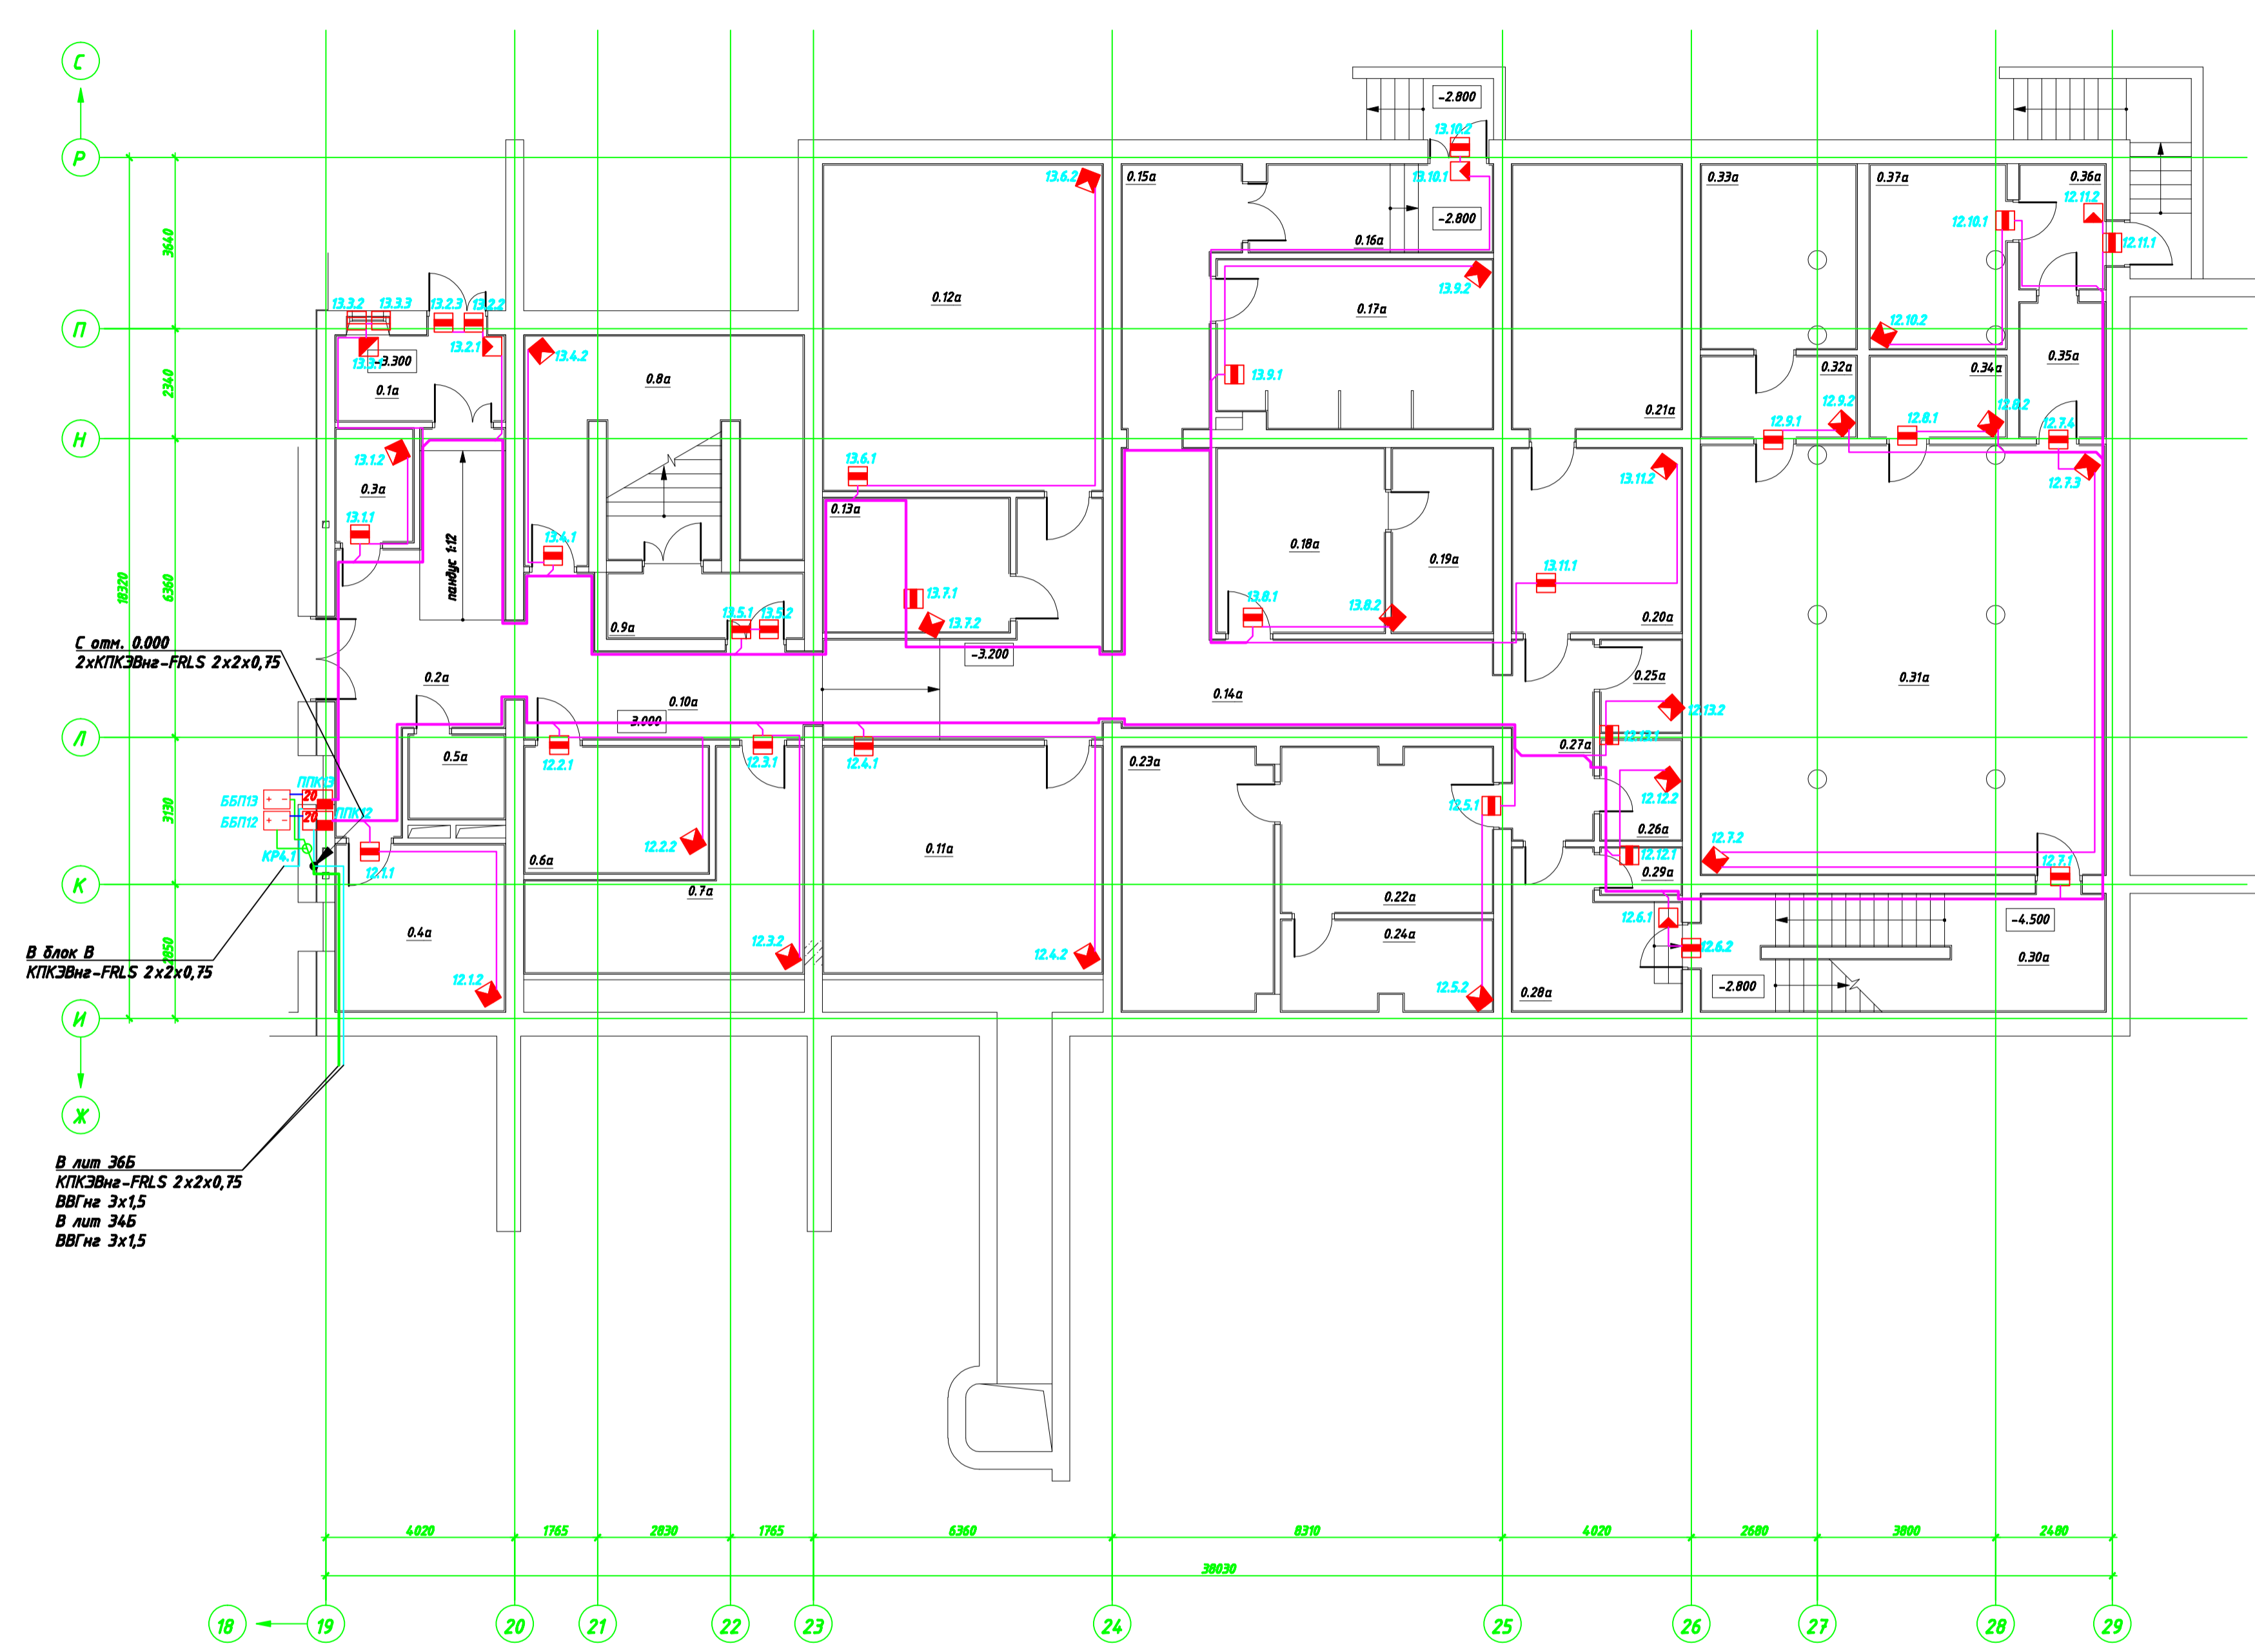 С
Р
П
Н
Л
К
И
Ж
3640
2340
6360
18320
3130
2850
-2.800
13.10.2
13.10.1
-2.800
13.6.2
0.15а
0.16а
0.33а
0.37а
0.36а
12.11.2
12.10.1
12.11.1
13.3.2
13.3.3
13.2.3
13.2.2
13.2.1
13.3.1
-3.300
0.1а
13.4.2
0.8а
0.12а
13.9.2
0.17а
13.9.1
12.10.2
0.35а
0.32а
0.34а
0.21а
12.9.1
12.9.2
12.8.1
12.8.2
12.7.4
12.7.3
13.1.2
0.3а
13.1.1
пандус 1:12
13.4.1
13.6.1
0.13а
13.7.1
13.7.2
0.18а
0.19а
13.11.2
13.11.1
13.8.1
13.8.2
0.20а
13.5.1
13.5.2
0.9а
-3.200
С отм. 0.000
2хКПКЭВнг-FRLS 2х2х0,75
0.2а
0.10а
-3.000
0.14а
0.25а
0.31а
12.13.2
12.13.1
0.27а
0.5а
12.2.1
12.3.1
12.4.1
0.23а
ППК13
ББП13
20
ППК12
ББП12
20
КР4.1
12.1.1
12.2.2
0.6а
0.7а
0.11а
12.5.1
12.12.2
0.26а
12.12.1
0.29а
12.7.2
12.7.1
0.22а
0.24а
12.6.1
12.6.2
-4.500
0.30а
-2.800
0.28а
0.4а
12.1.2
12.3.2
12.4.2
12.5.2
В блок В
КПКЭВнг-FRLS 2х2х0,75
В лит 36Б
КПКЭВнг-FRLS 2х2х0,75
ВВГнг 3х1,5
В лит 34Б
ВВГнг 3х1,5
4020
1765
2830
1765
6360
8310
4020
2680
3800
2480
38030
18
19
20
21
22
23
24
25
26
27
28
29